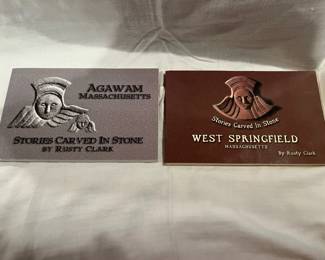 AGAWAM
MASSACHUSETTS
STORIES CARVED IN STONE
BY RUSTY CLARK
Stories Carved In Stone
WEST SPRINGFIELD
MASSACHUSETTS
by Rusty Clark